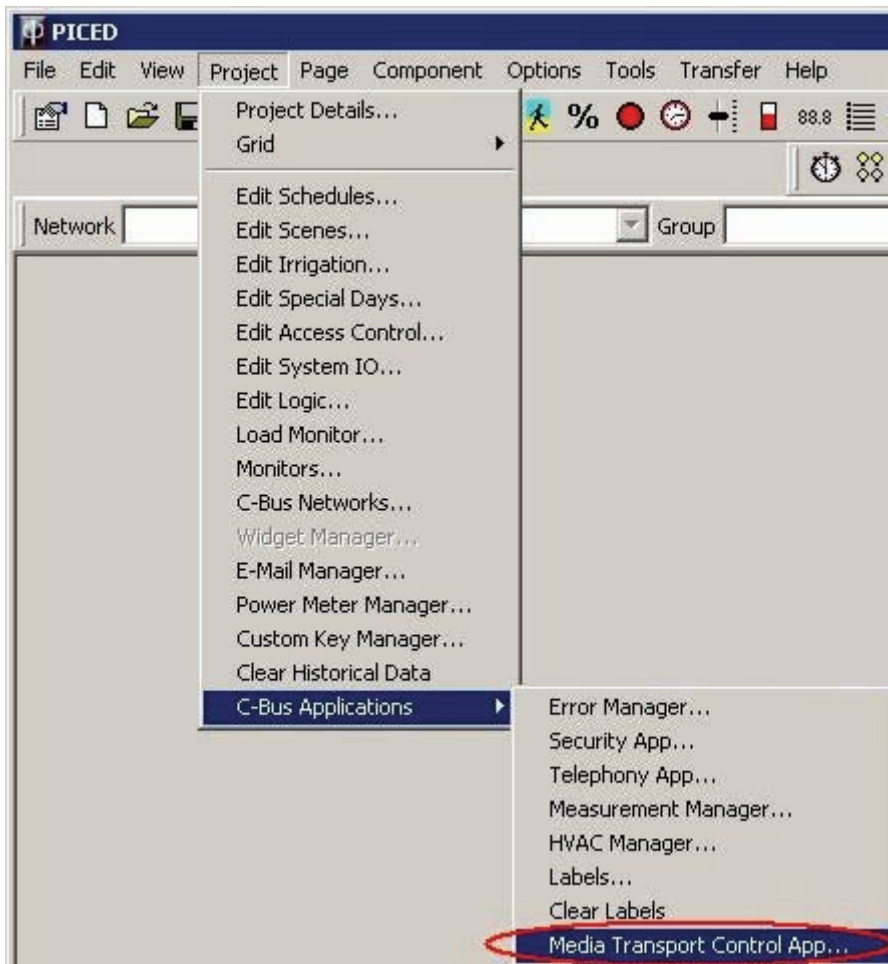 PICED
File Edit View Project Page Component Options Tools Transfer Help
% 88.8
Network Group
Project Details...
Grid
Edit Schedules...
Edit Scenes...
Edit Irrigation...
Edit Special Days...
Edit Access Control...
Edit System IO...
Edit Logic...
Load Monitor...
Monitors...
C-Bus Networks...
Widget Manager...
E-Mail Manager...
Power Meter Manager...
Custom Key Manager...
Clear Historical Data
C-Bus Applications
Error Manager...
Security App...
Telephony App...
Measurement Manager...
HVAC Manager...
Labels...
Clear Labels
Media Transport Control App...